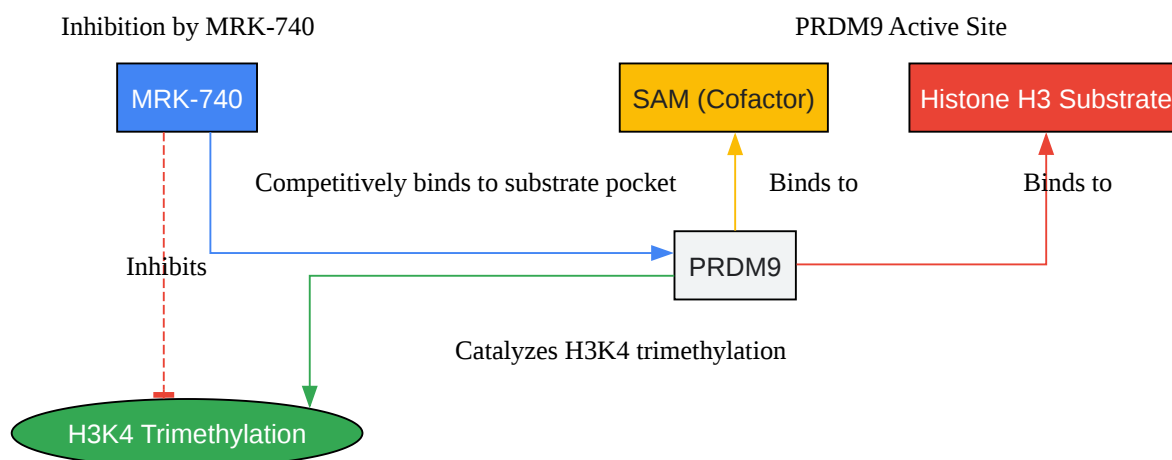 Inhibition by MRK-740
PRDM9 Active Site
MRK-740
SAM (Cofactor)
Histone H3 Substrate
Competitively binds to substrate pocket
Binds to
Binds to
Inhibits
PRDM9
Catalyzes H3K4 trimethylation
H3K4 Trimethylation